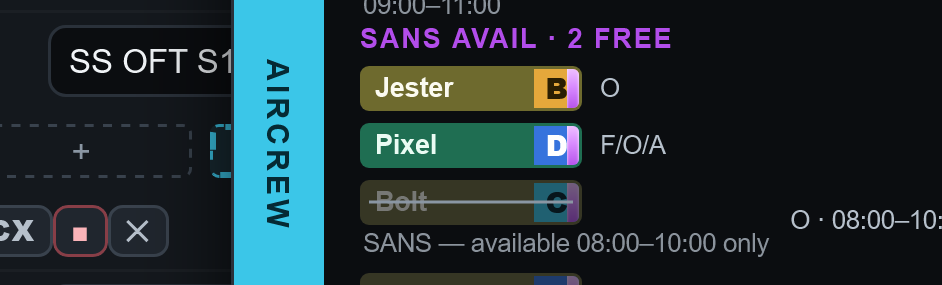 09:00–11:00
SANS AVAIL · 2 FREE
SS OFT S1
AIRCREW
Jester B O
Pixel D F/O/A
+
Bolt C
CX ■ ×
O · 08:00–10:
SANS — available 08:00–10:00 only